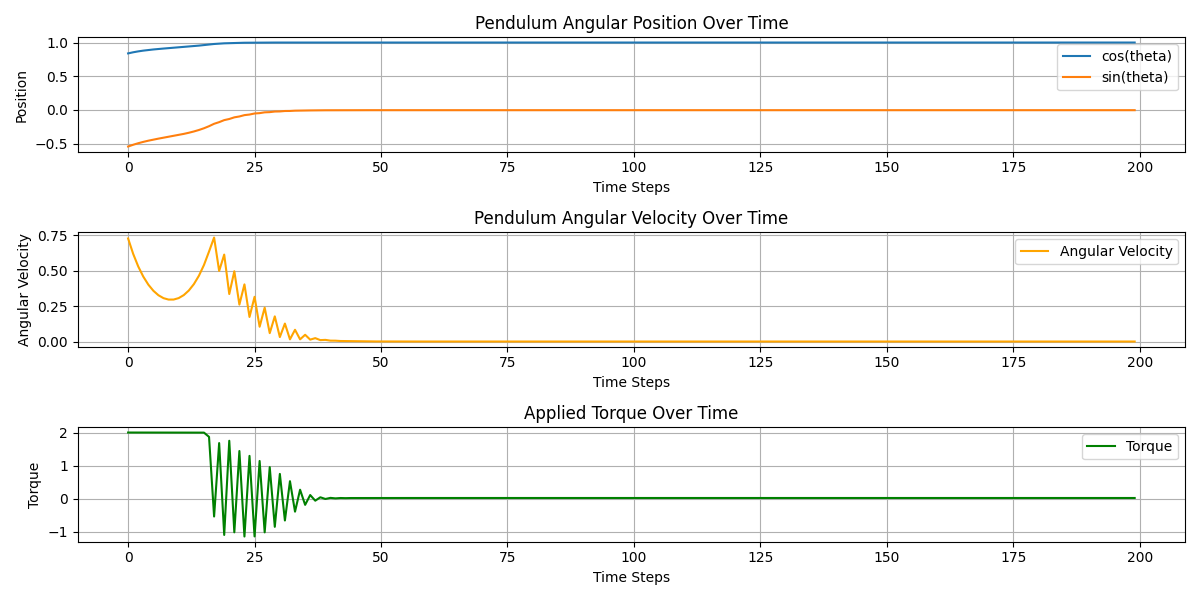 Pendulum Angular Position Over Time
1.0
0.5
0.0
−0.5
Position
cos(theta)
sin(theta)
0 25 50 75 100 125 150 175 200
Time Steps
Pendulum Angular Velocity Over Time
0.75
0.50
0.25
0.00
Angular Velocity
Angular Velocity
0 25 50 75 100 125 150 175 200
Time Steps
Applied Torque Over Time
2
1
0
−1
Torque
Torque
0 25 50 75 100 125 150 175 200
Time Steps